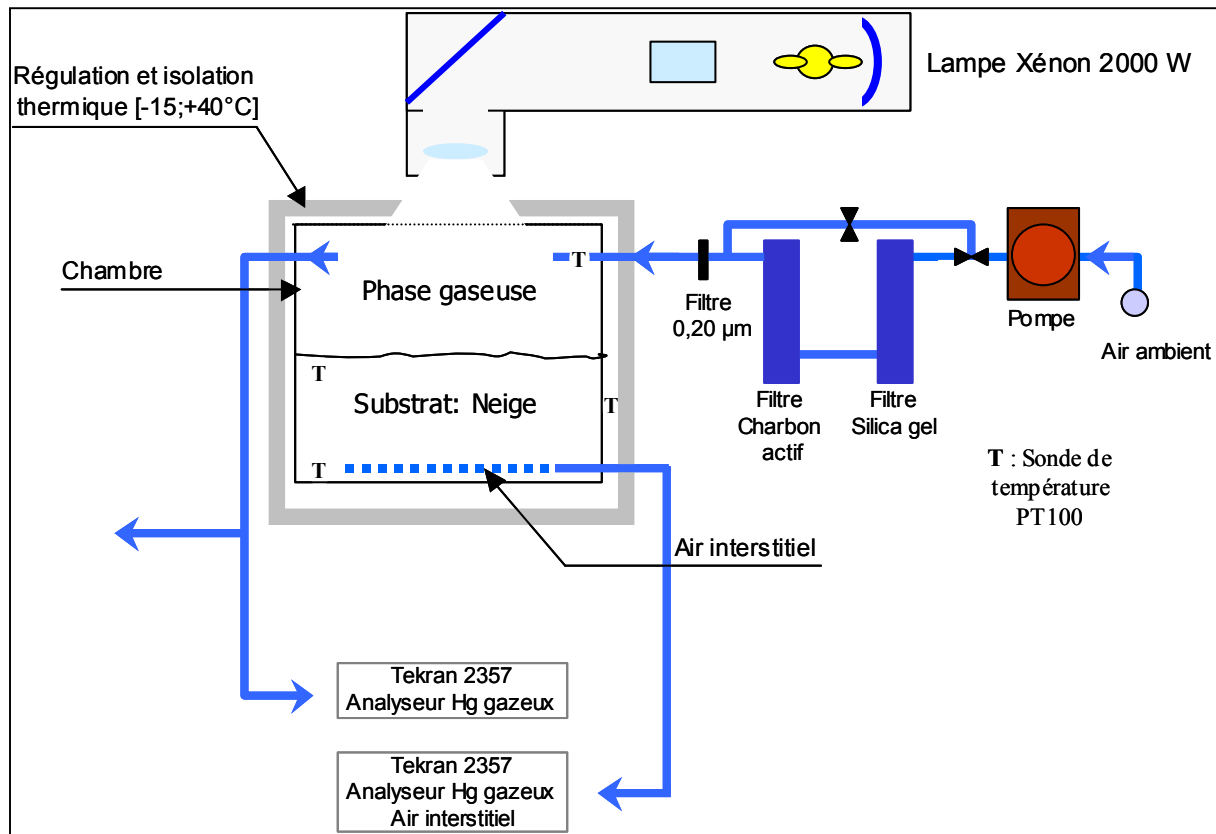 Régulation et isolation
thermique [-15;+40°C]
Lampe Xénon 2000 W
Chambre
T
Phase gaseuse
Filtre
0,20 µm
Pompe
Air ambient
T
Substrat: Neige
T
T
Filtre
Charbon
actif
Filtre
Silica gel
T : Sonde de
température
PT100
Air interstitiel
Tekran 2357
Analyseur Hg gazeux
Tekran 2357
Analyseur Hg gazeux
Air interstitiel